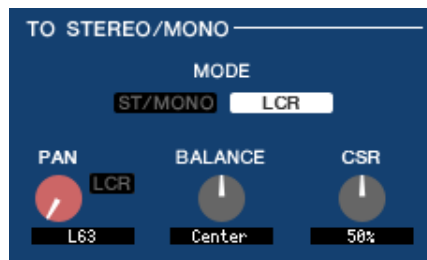 TO STEREO/MONO
MODE
ST/MONO LCR
PAN BALANCE CSR
LCR
L63 Center 50%